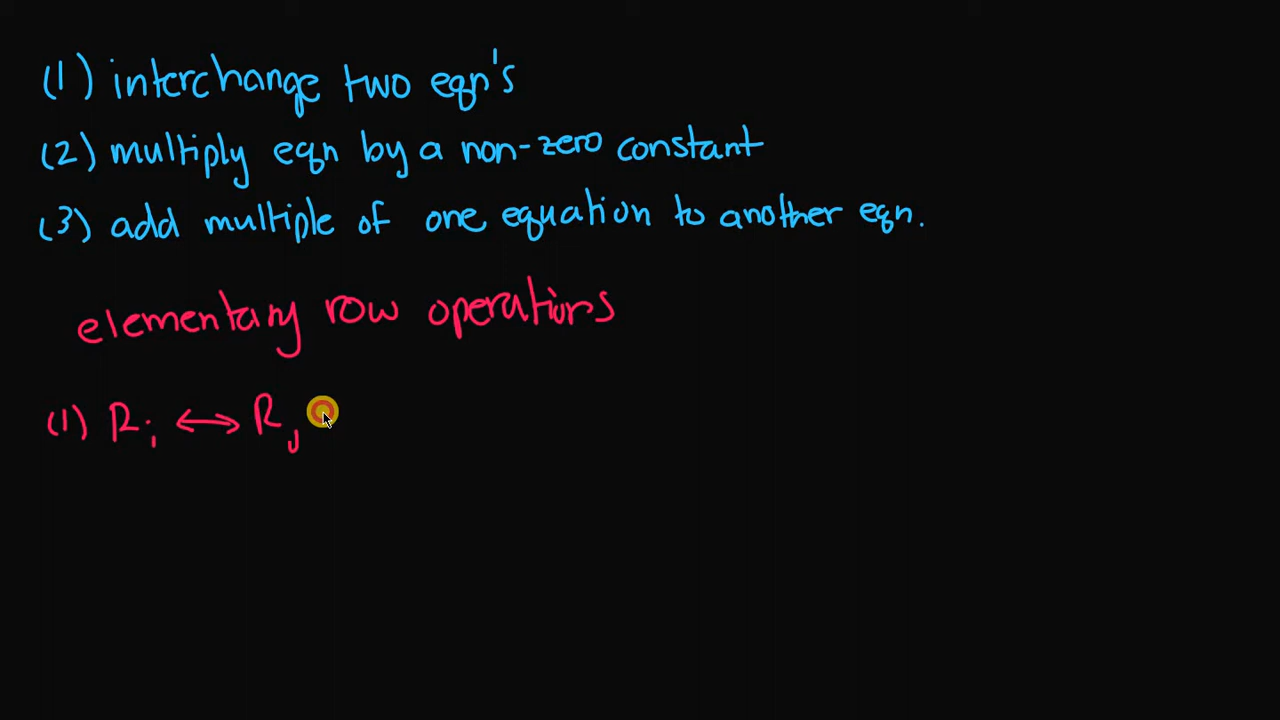 (1) interchange two eqn's
(2) multiply eqn by a non-zero constant
(3) add multiple of one equation to another eqn.
elementary row operations
(1) Ri ↔ Rj